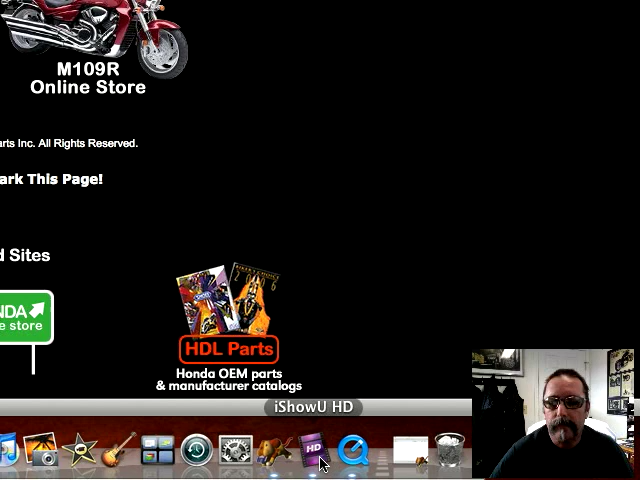 M109R
Online Store
arts Inc. All Rights Reserved.
ark This Page!
d Sites
NDA
e store
HDL Parts
Honda OEM parts
& manufacturer catalogs
iShowU HD
HD